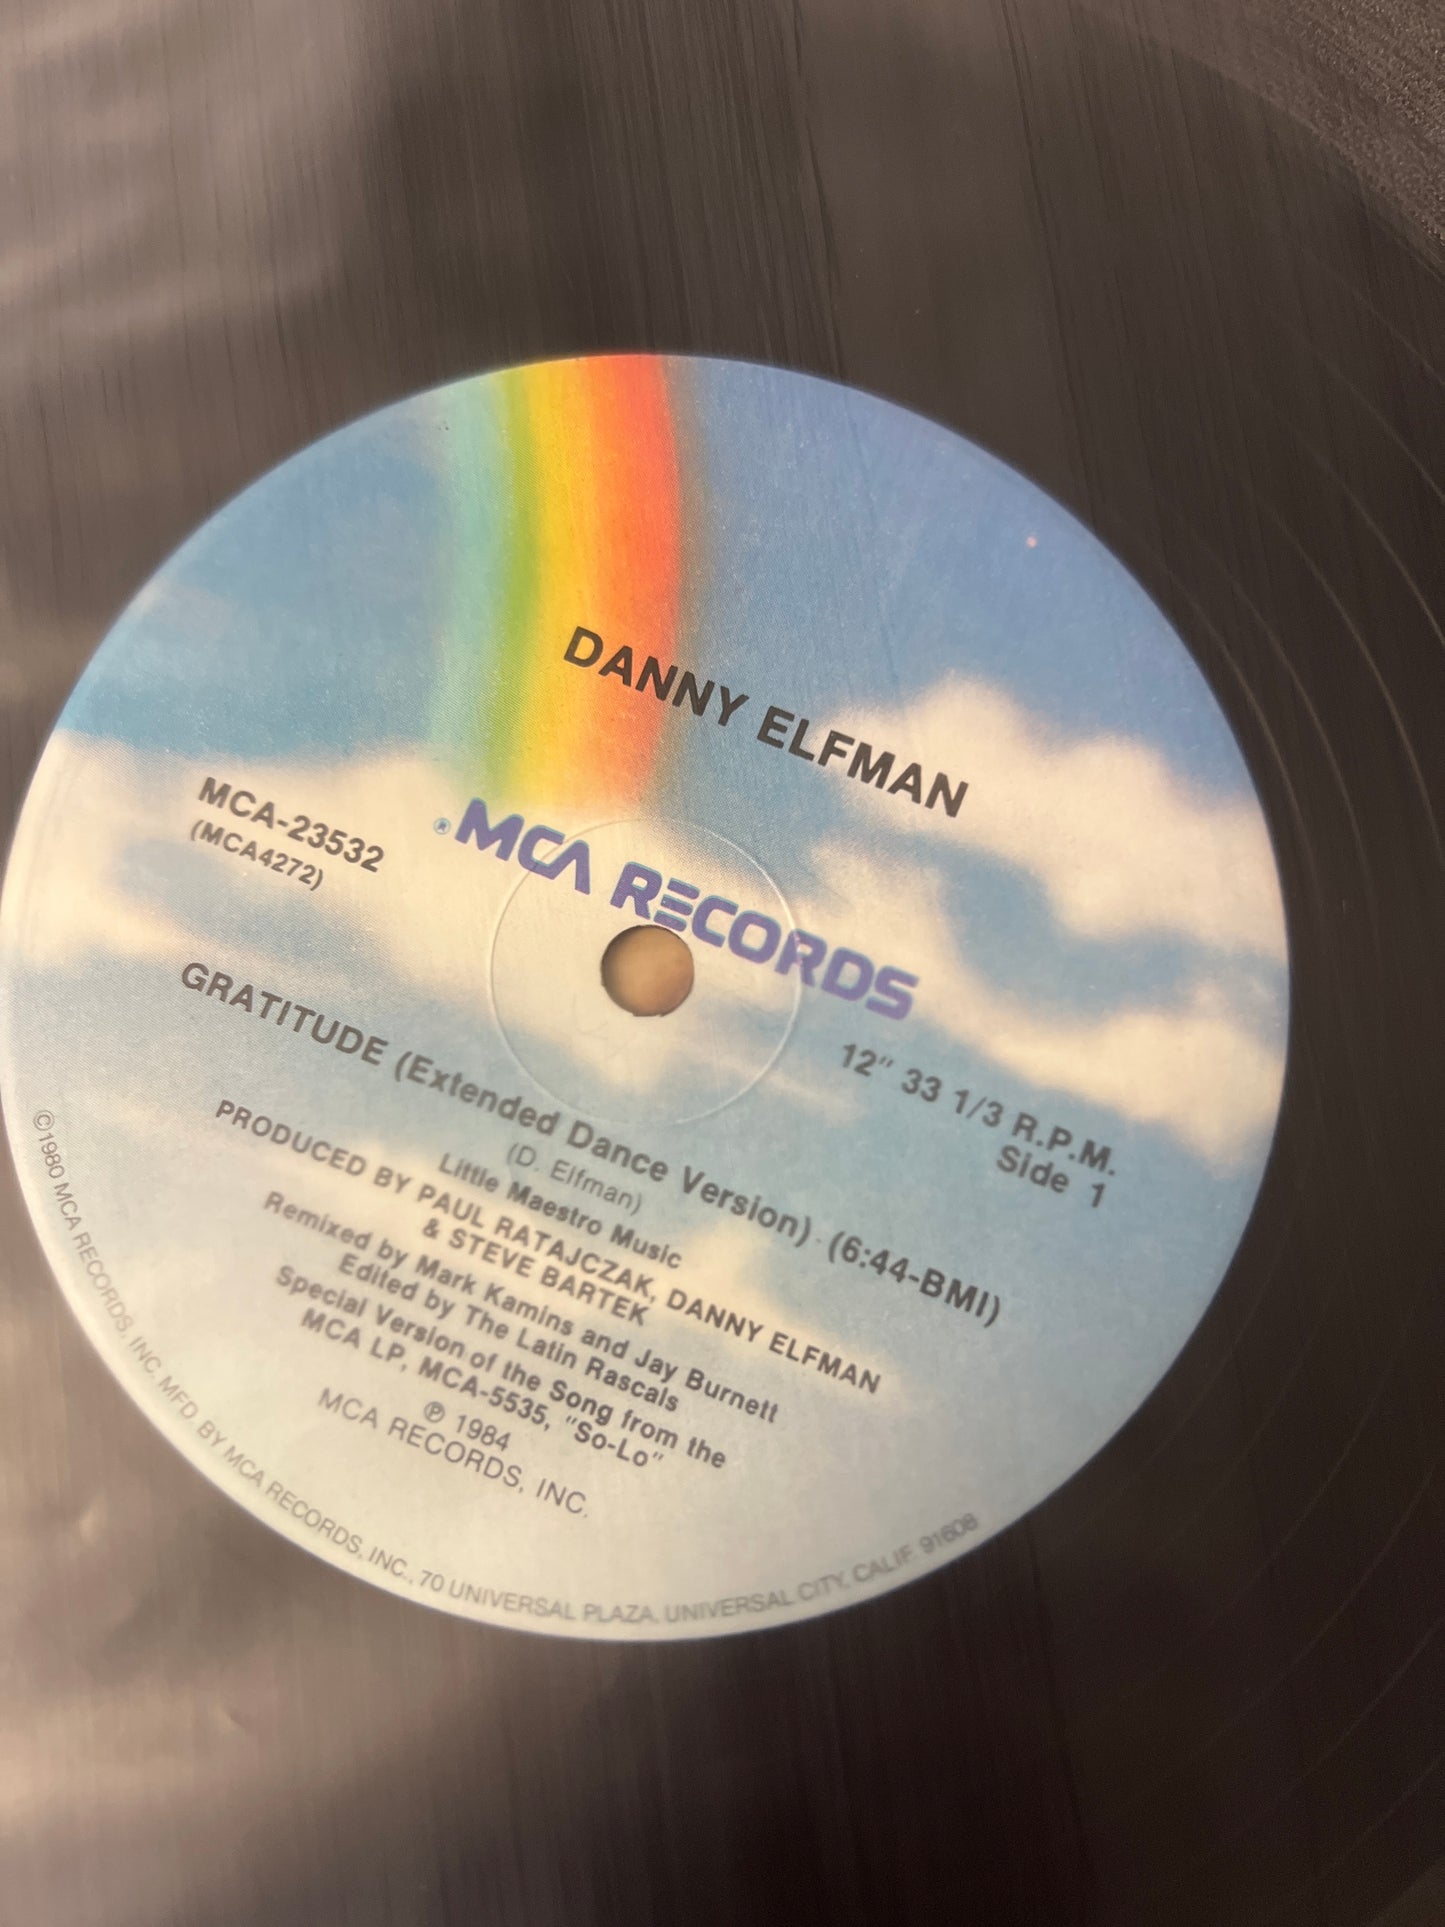 DANNY ELFMAN
® MCA RECORDS
MCA-23532
(MCA4272)
12" 33 1/3 R.P.M.
Side 1
GRATITUDE (Extended Dance Version) (6:44-BMI)
(D. Elfman)
Little Maestro Music
PRODUCED BY PAUL RATAJCZAK, DANNY ELFMAN
& STEVE BARTEK
Remixed by Mark Kamins and Jay Burnett
Edited by The Latin Rascals
Special Version of the Song from the
MCA LP, MCA-5535, "So-Lo"
℗ 1984
MCA RECORDS, INC.
©1980 MCA RECORDS, INC. MFD. BY MCA RECORDS, INC., 70 UNIVERSAL PLAZA, UNIVERSAL CITY, CALIF. 91608